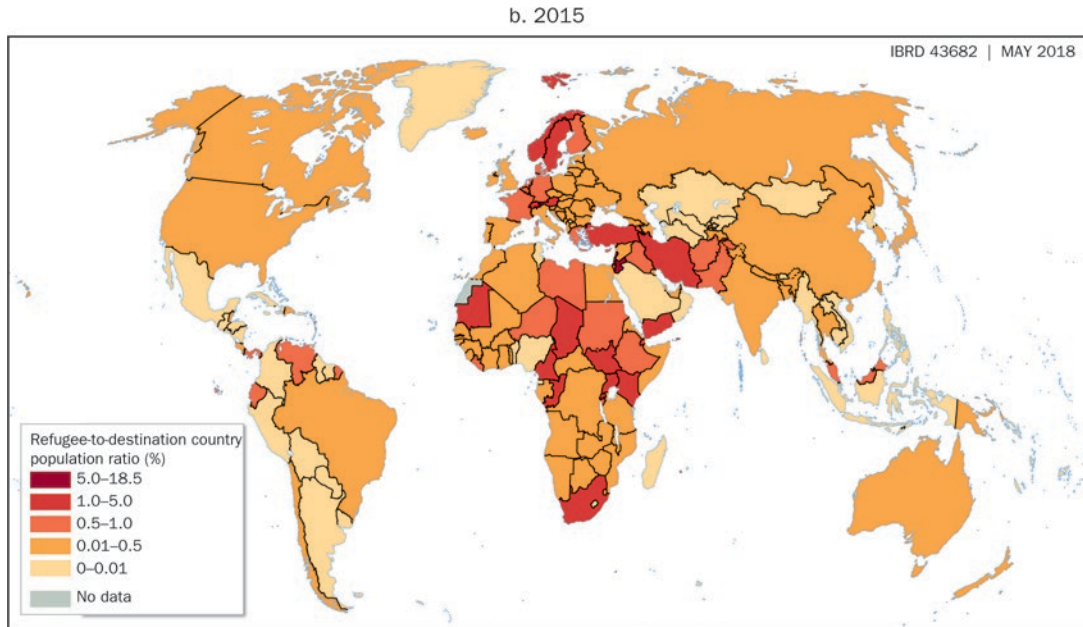 b. 2015
IBRD 43682 | MAY 2018
Refugee-to-destination country
population ratio (%)
5.0–18.5
1.0–5.0
0.5–1.0
0.01–0.5
0–0.01
No data